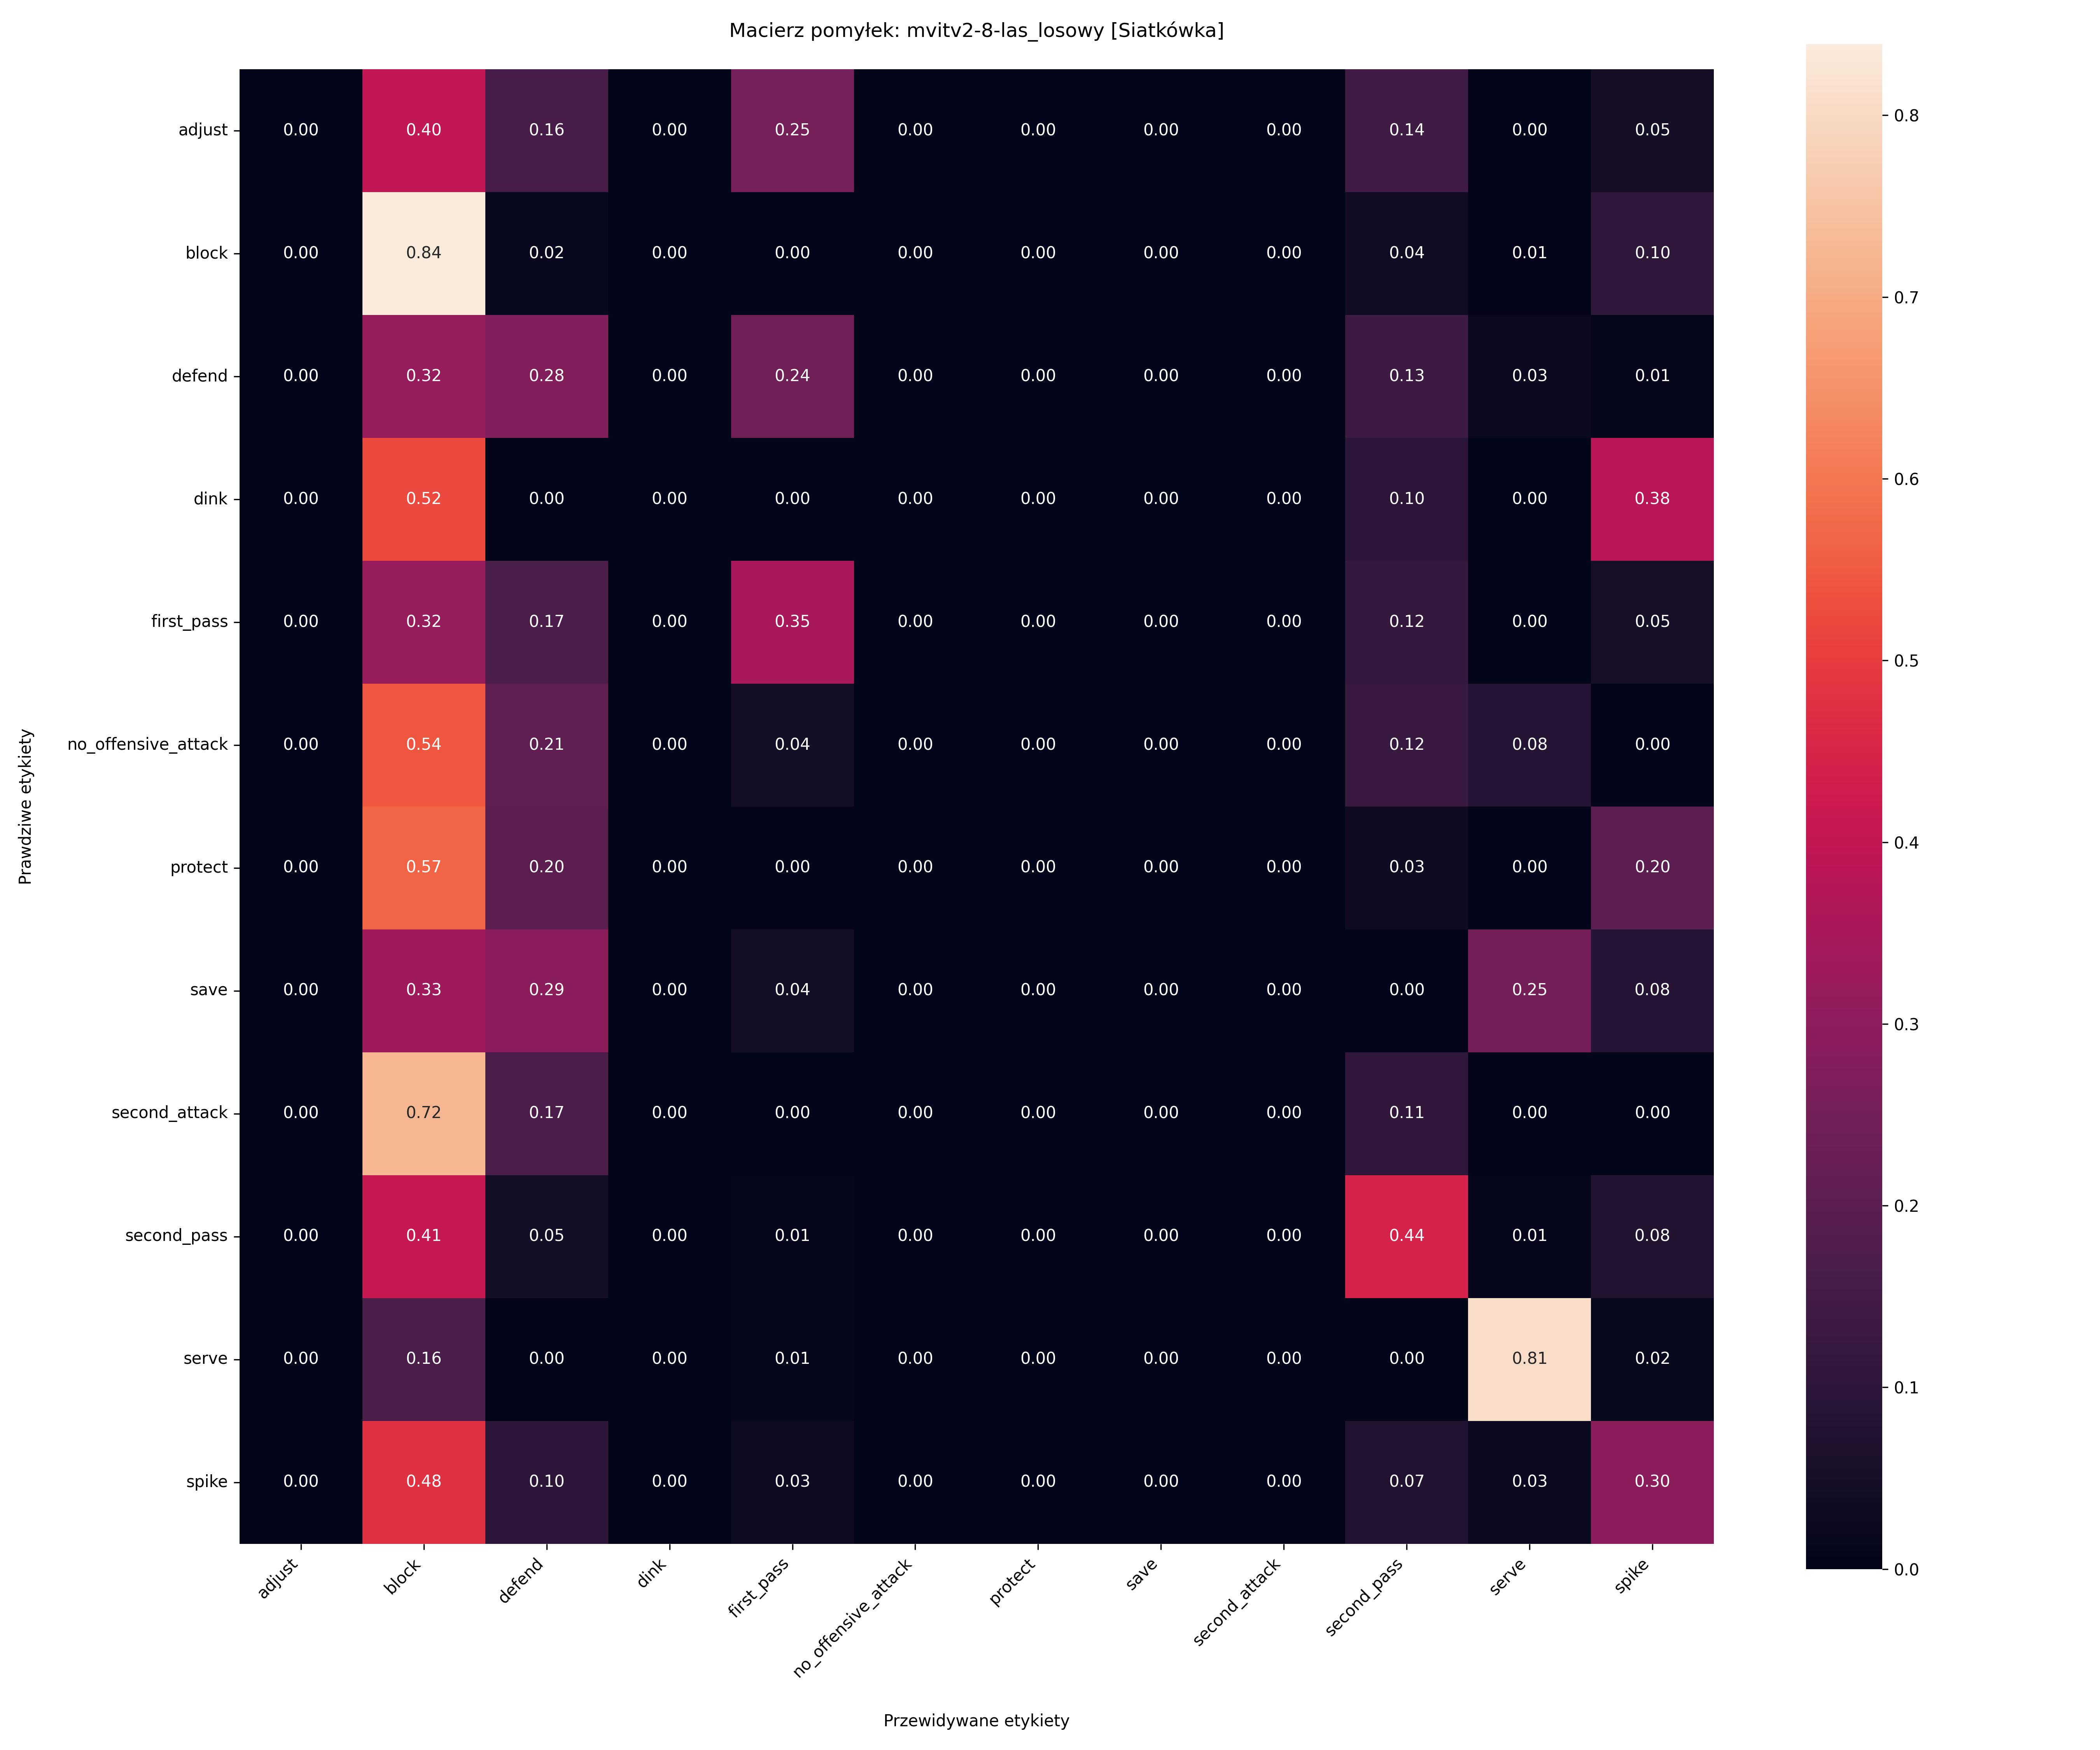 Macierz pomyłek: mvitv2-8-las_losowy [Siatkówka]
adjust 0.00 0.40 0.16 0.00 0.25 0.00 0.00 0.00 0.00 0.14 0.00 0.05
block 0.00 0.84 0.02 0.00 0.00 0.00 0.00 0.00 0.00 0.04 0.01 0.10
defend 0.00 0.32 0.28 0.00 0.24 0.00 0.00 0.00 0.00 0.13 0.03 0.01
dink 0.00 0.52 0.00 0.00 0.00 0.00 0.00 0.00 0.00 0.10 0.00 0.38
first_pass 0.00 0.32 0.17 0.00 0.35 0.00 0.00 0.00 0.00 0.12 0.00 0.05
no_offensive_attack 0.00 0.54 0.21 0.00 0.04 0.00 0.00 0.00 0.00 0.12 0.08 0.00
protect 0.00 0.57 0.20 0.00 0.00 0.00 0.00 0.00 0.00 0.03 0.00 0.20
save 0.00 0.33 0.29 0.00 0.04 0.00 0.00 0.00 0.00 0.00 0.25 0.08
second_attack 0.00 0.72 0.17 0.00 0.00 0.00 0.00 0.00 0.00 0.11 0.00 0.00
second_pass 0.00 0.41 0.05 0.00 0.01 0.00 0.00 0.00 0.00 0.44 0.01 0.08
serve 0.00 0.16 0.00 0.00 0.01 0.00 0.00 0.00 0.00 0.00 0.81 0.02
spike 0.00 0.48 0.10 0.00 0.03 0.00 0.00 0.00 0.00 0.07 0.03 0.30
adjust block defend dink first_pass no_offensive_attack protect save second_attack second_pass serve spike
Przewidywane etykiety
Prawdziwe etykiety
0.8
0.7
0.6
0.5
0.4
0.3
0.2
0.1
0.0